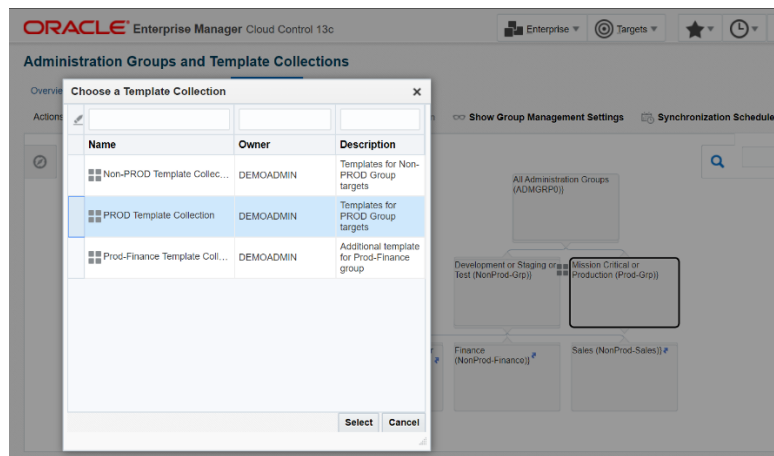 ORACLE Enterprise Manager Cloud Control 13c
Enterprise
Targets
Administration Groups and Template Collections
Overvie
Actions
Show Group Management Settings
Synchronization Schedule
Choose a Template Collection
Name Owner Description
Non-PROD Template Collec... DEMOADMIN Templates for Non-
PROD Group
targets
PROD Template Collection DEMOADMIN Templates for
PROD Group
targets
Prod-Finance Template Coll... DEMOADMIN Additional template
for Prod-Finance
group
Select Cancel
All Administration Groups
(ADMGRP0))
Development or Staging or
Test (NonProd-Grp))
Mission Critical or
Production (Prod-Grp))
Finance
(NonProd-Finance))
Sales (NonProd-Sales))